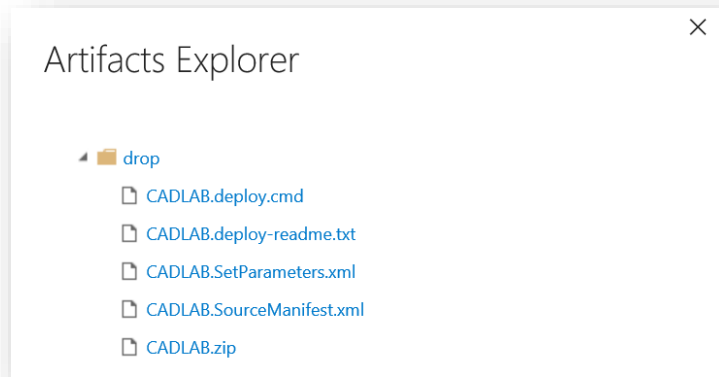 Artifacts Explorer
drop
CADLAB.deploy.cmd
CADLAB.deploy-readme.txt
CADLAB.SetParameters.xml
CADLAB.SourceManifest.xml
CADLAB.zip